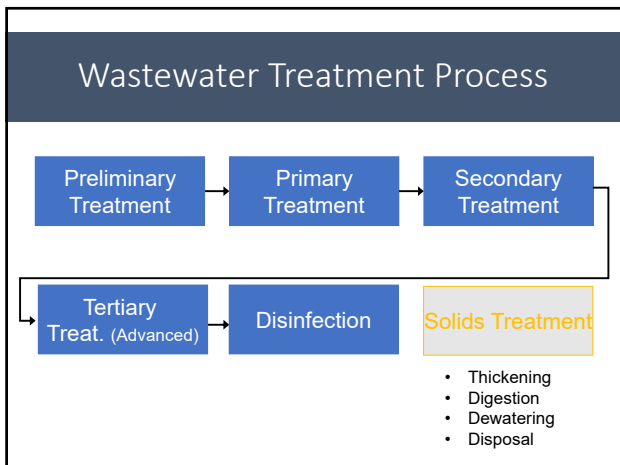 Wastewater Treatment Process
Preliminary
Treatment
Primary
Treatment
Secondary
Treatment
Tertiary
Treat. (Advanced)
Disinfection
Solids Treatment
• Thickening
• Digestion
• Dewatering
• Disposal